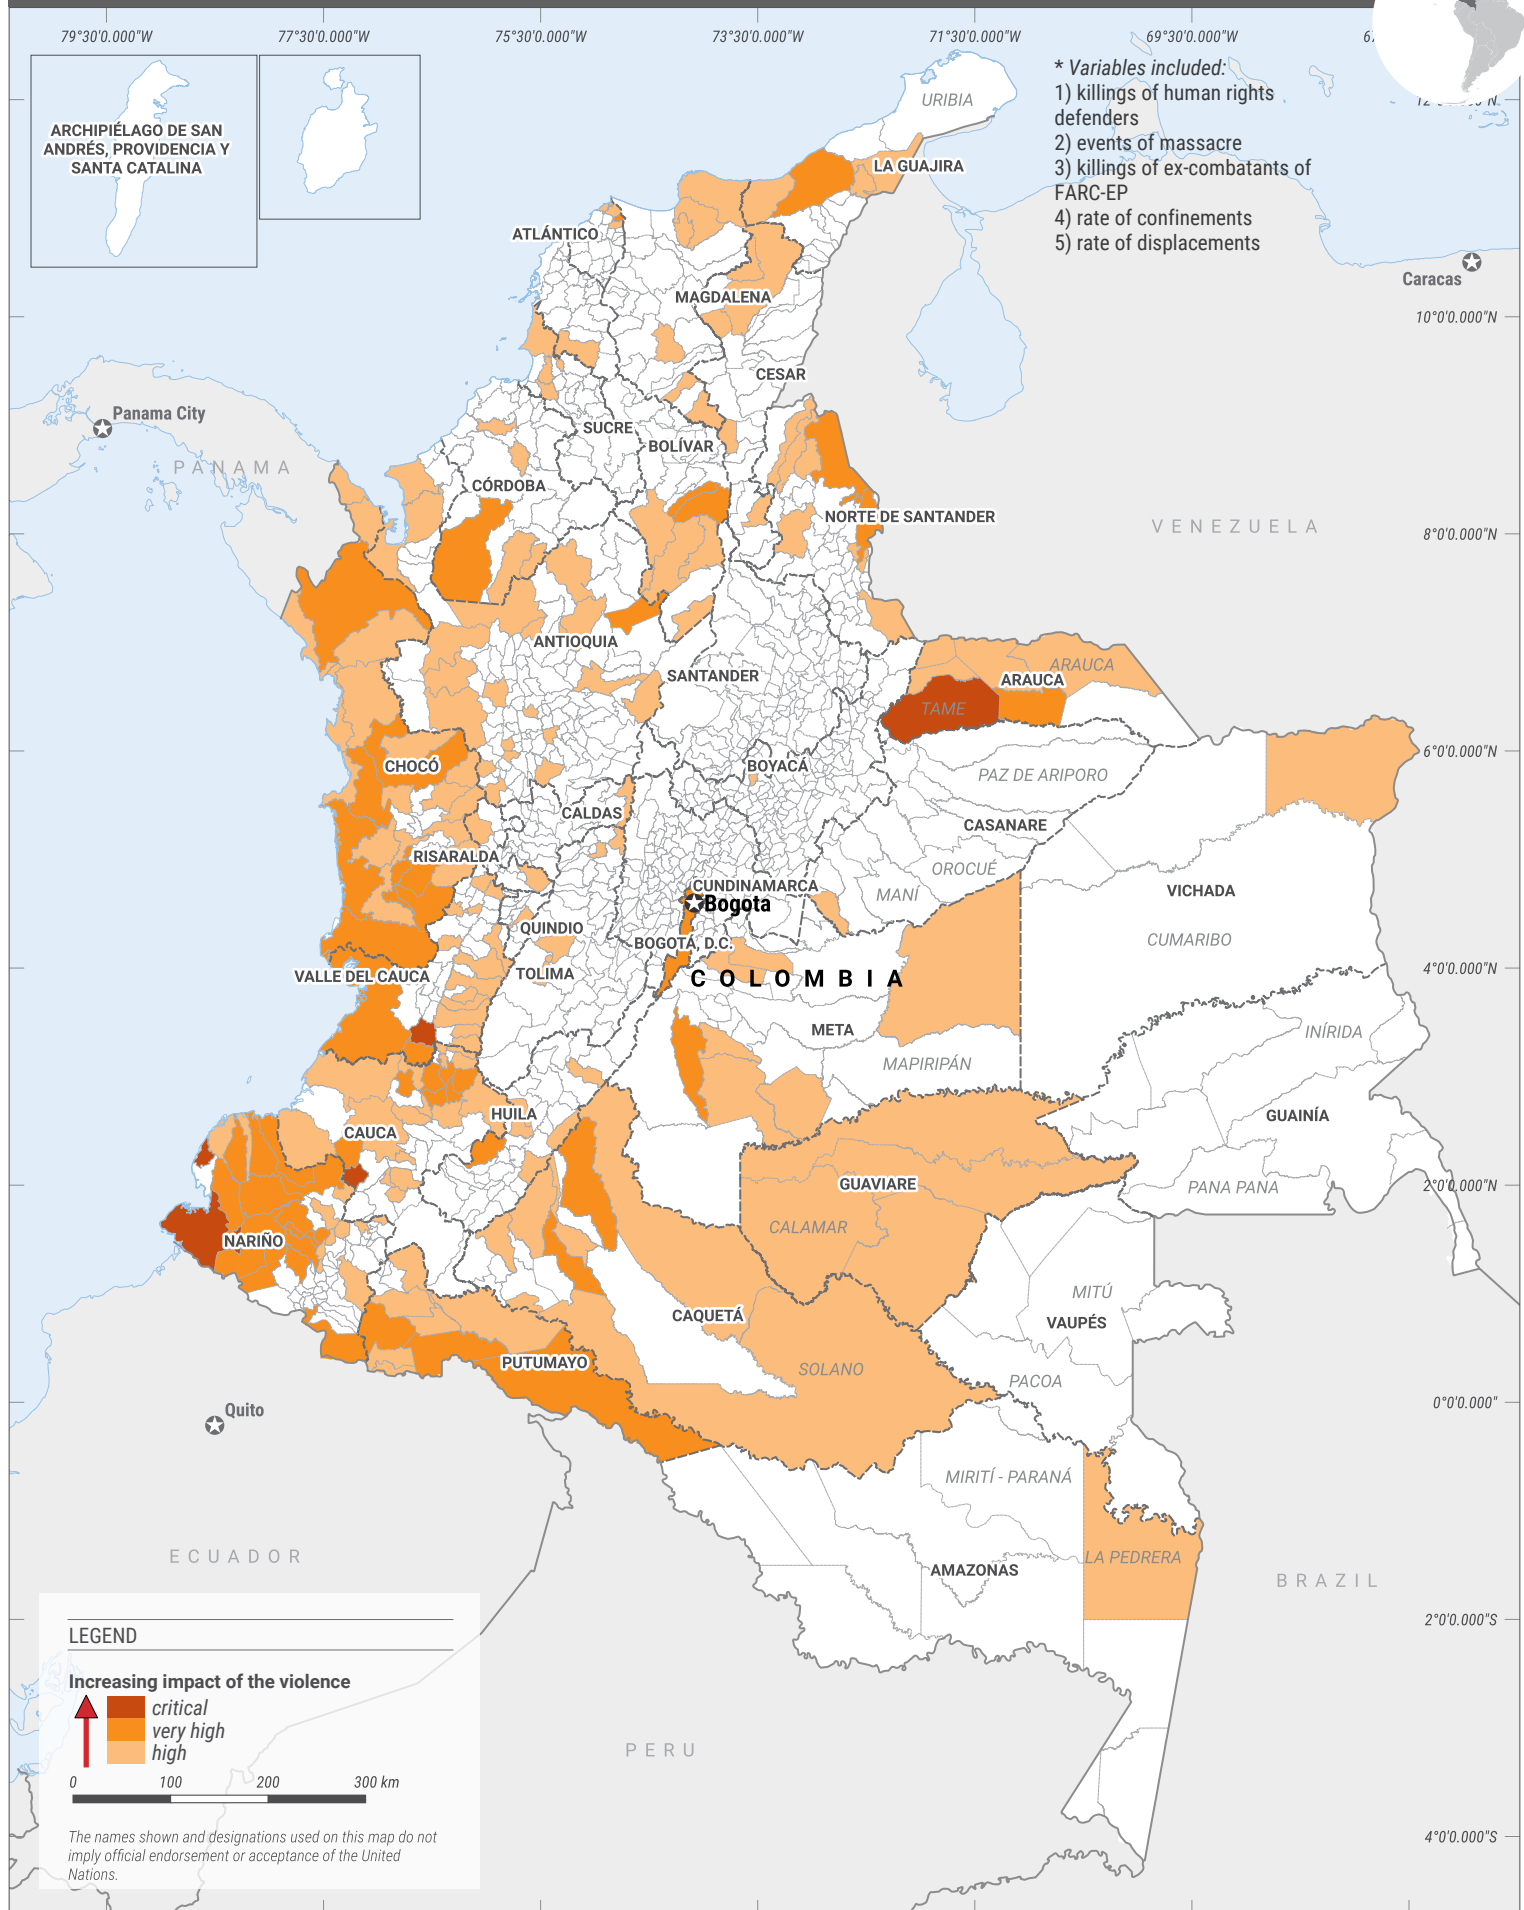 79°30'0.000"W
77°30'0.000"W
75°30'0.000"W
73°30'0.000"W
71°30'0.000"W
69°30'0.000"W
* Variables included:
1) killings of human rights
defenders
2) events of massacre
3) killings of ex-combatants of
FARC-EP
4) rate of confinements
5) rate of displacements
ARCHIPIÉLAGO DE SAN
ANDRÉS, PROVIDENCIA Y
SANTA CATALINA
URIBIA
LA GUAJIRA
ATLÁNTICO
Caracas
MAGDALENA
10°0'0.000"N
CESAR
Panama City
SUCRE
BOLÍVAR
PANAMA
CÓRDOBA
NORTE DE SANTANDER
VENEZUELA
8°0'0.000"N
ANTIOQUIA
SANTANDER
ARAUCA
ARAUCA
TAME
6°0'0.000"N
CHOCÓ
BOYACÁ
PAZ DE ARIPORO
CALDAS
CASANARE
RISARALDA
OROCUÉ
CUNDINAMARCA
MANÍ
VICHADA
Bogota
QUINDIO
BOGOTÁ, D.C.
CUMARIBO
VALLE DEL CAUCA
TOLIMA
COLOMBIA
4°0'0.000"N
META
INÍRIDA
MAPIRIPÁN
HUILA
GUAINÍA
CAUCA
GUAVIARE
PANA PANA
2°0'0.000"N
CALAMAR
NARIÑO
MITÚ
CAQUETÁ
VAUPÉS
PUTUMAYO
SOLANO
PACOA
0°0'0.000"
Quito
MIRITÍ - PARANÁ
ECUADOR
AMAZONAS
LA PEDRERA
BRAZIL
2°0'0.000"S
LEGEND
Increasing impact of the violence
critical
very high
high
PERU
0 100 200 300 km
The names shown and designations used on this map do not
imply official endorsement or acceptance of the United
Nations.
4°0'0.000"S